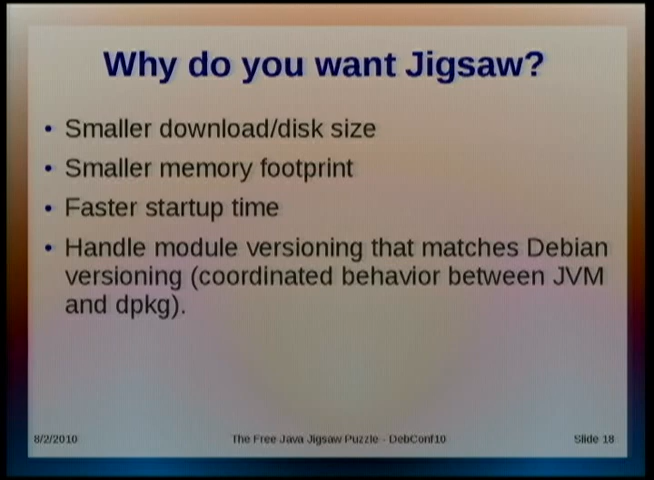 Why do you want Jigsaw?
• Smaller download/disk size
• Smaller memory footprint
• Faster startup time
• Handle module versioning that matches Debian
versioning (coordinated behavior between JVM
and dpkg).
8/2/2010 The Free Java Jigsaw Puzzle - DebConf10 Slide 18